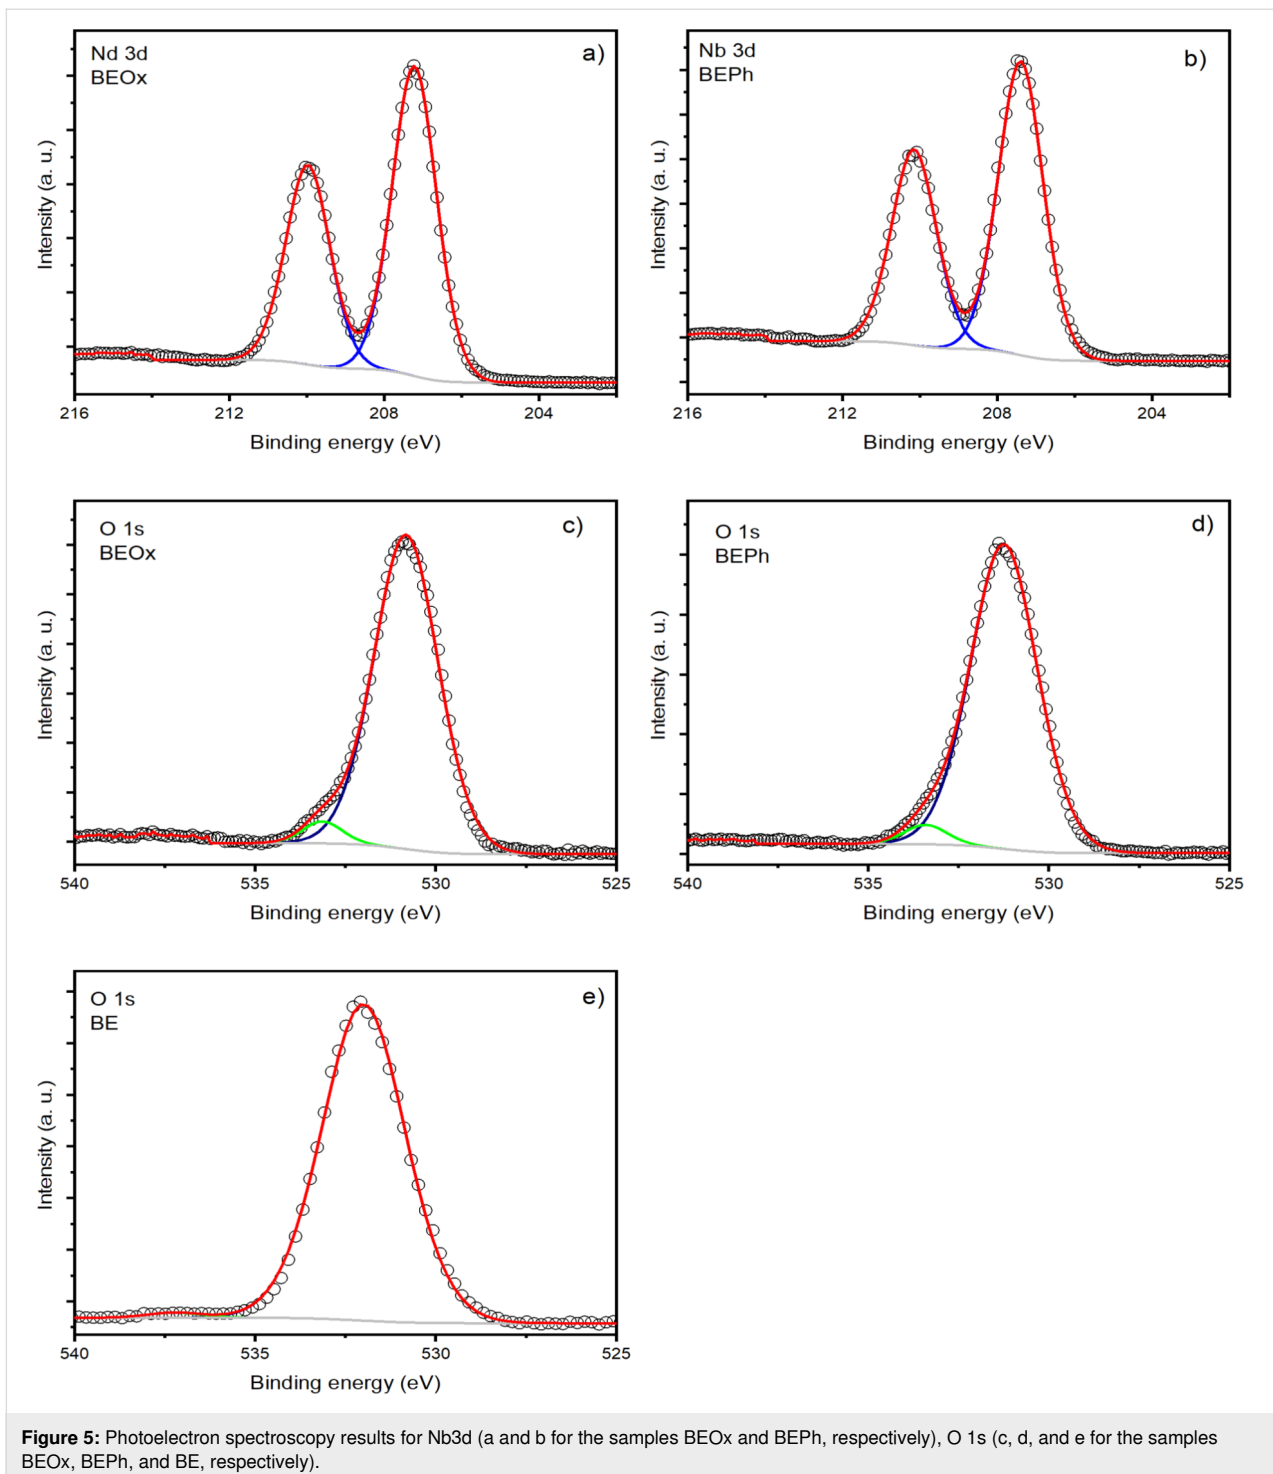 Nd 3d
BEOx
a)
Intensity (a. u.)
216 212 208 204
Binding energy (eV)
Nb 3d
BEPh
b)
Intensity (a. u.)
216 212 208 204
Binding energy (eV)
O 1s
BEOx
c)
Intensity (a. u.)
540 535 530 525
Binding energy (eV)
O 1s
BEPh
d)
Intensity (a. u.)
540 535 530 525
Binding energy (eV)
O 1s
BE
e)
Intensity (a. u.)
540 535 530 525
Binding energy (eV)
Figure 5: Photoelectron spectroscopy results for Nb3d (a and b for the samples BEOx and BEPh, respectively), O 1s (c, d, and e for the samples
BEOx, BEPh, and BE, respectively).